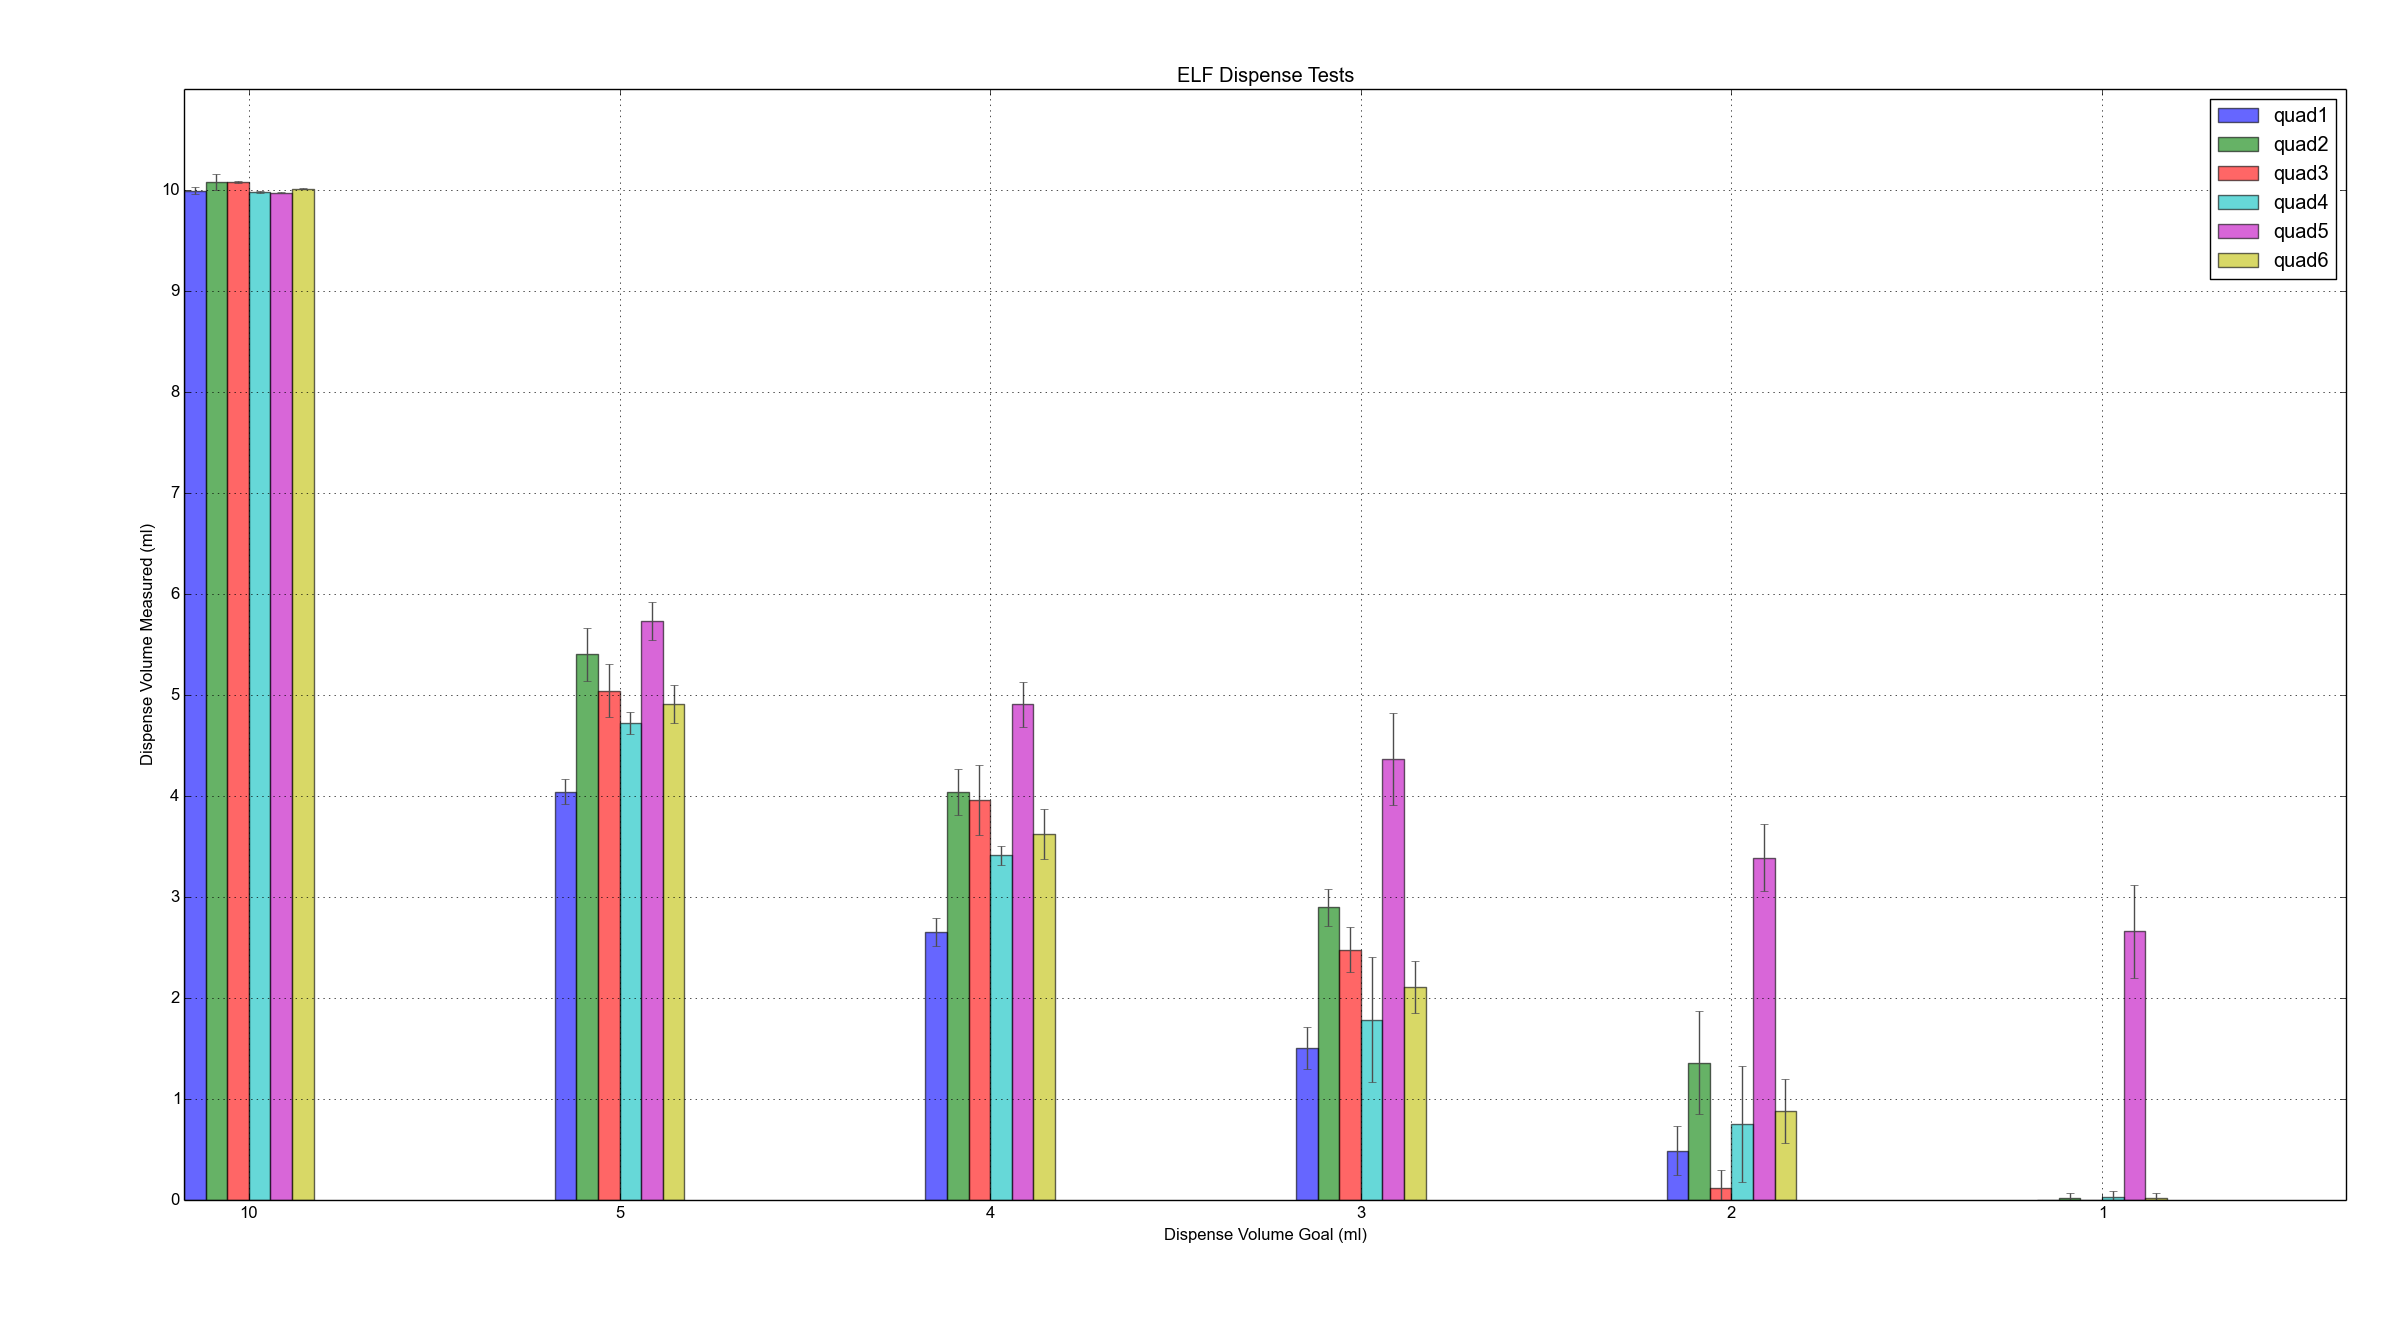 ELF Dispense Tests
quad1
quad2
quad3
quad4
quad5
quad6
Dispense Volume Measured (ml)
10
9
8
7
6
5
4
3
2
1
0
10 5 4 3 2 1
Dispense Volume Goal (ml)